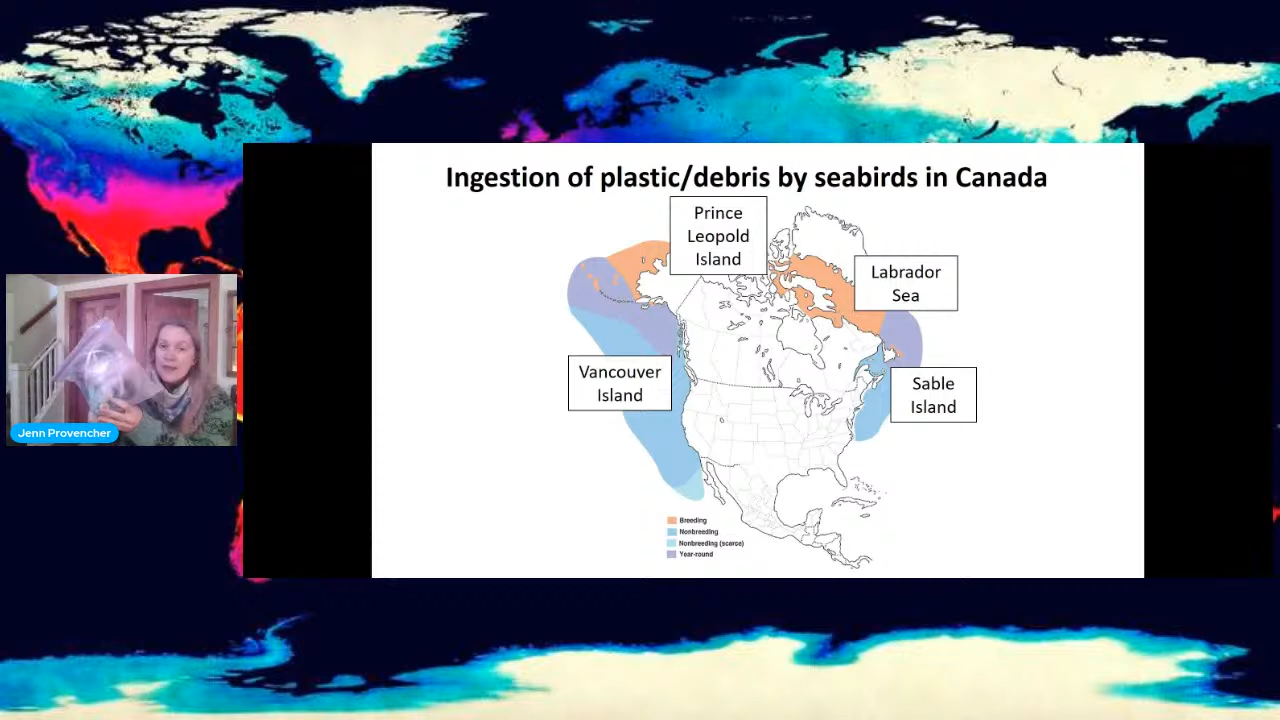 Ingestion of plastic/debris by seabirds in Canada
Prince
Leopold
Island
Labrador
Sea
Vancouver
Island
Sable
Island
Jenn Provencher
Breeding
Nonbreeding
Nonbreeding (scarce)
Year-round